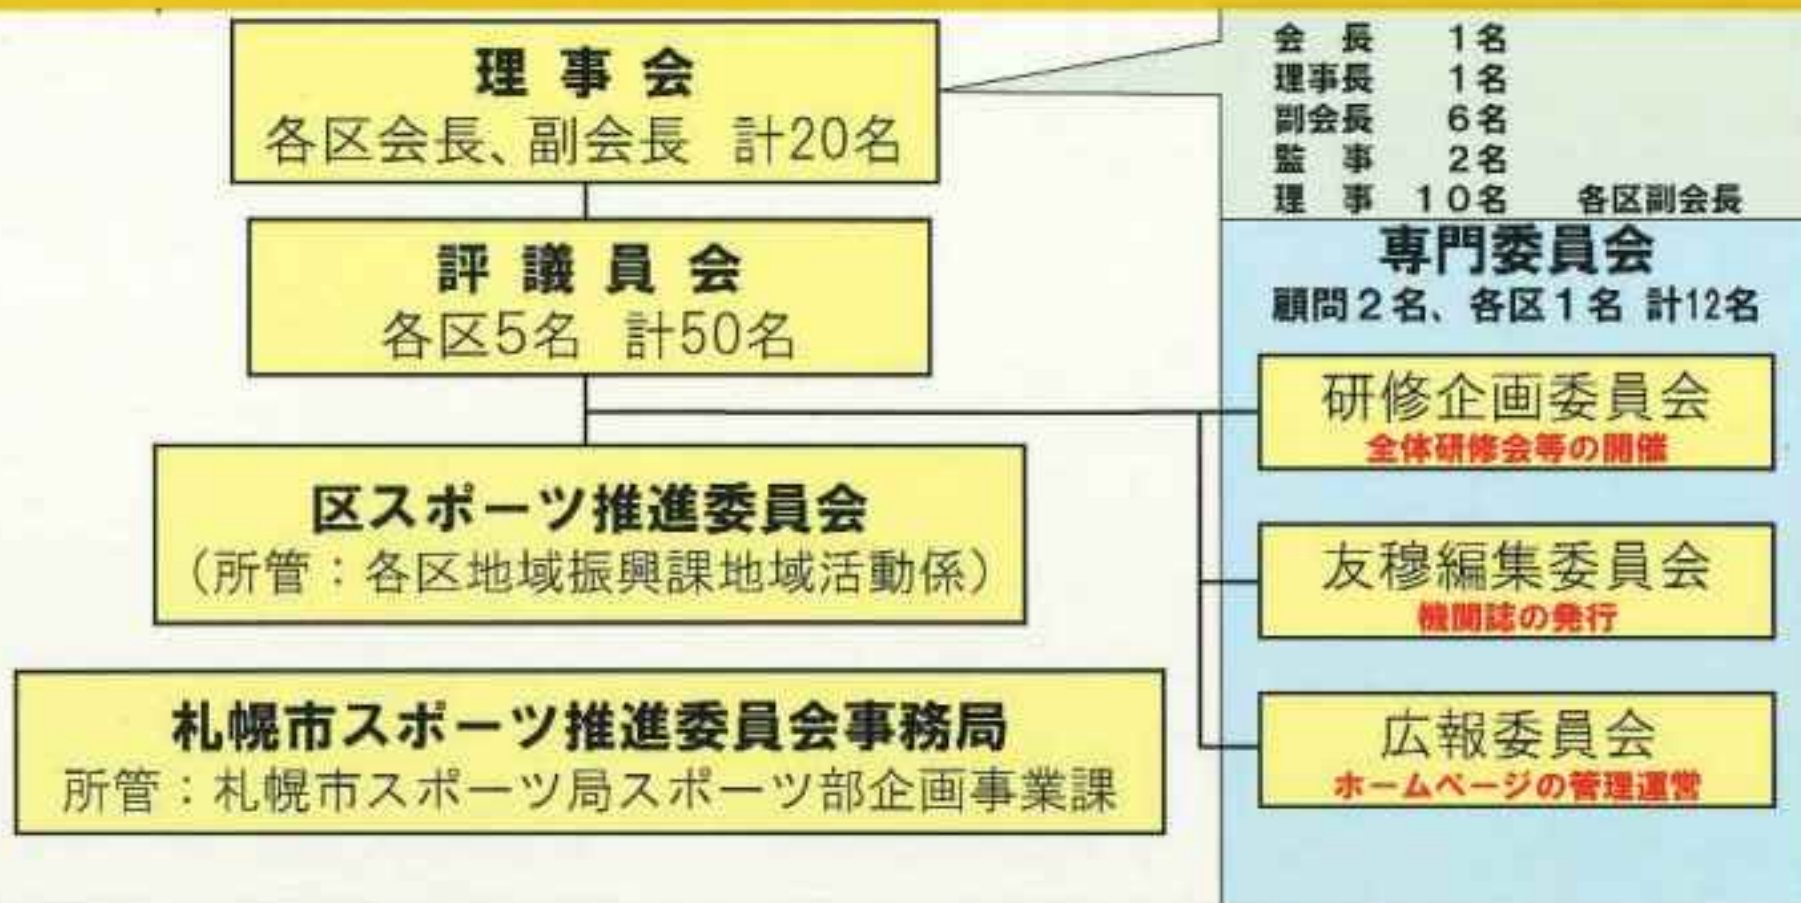 理事会
各区会長、副会長 計20名
会長 1名
理事長 1名
副会長 6名
監事 2名
理事 10名 各区副会長
評議員会
各区5名 計50名
専門委員会
顧問2名、各区1名 計12名
研修企画委員会
全体研修会等の開催
区スポーツ推進委員会
(所管：各区地域振興課地域活動係)
友穆編集委員会
機関誌の発行
札幌市スポーツ推進委員会事務局
所管：札幌市スポーツ局スポーツ部企画事業課
広報委員会
ホームページの管理運営